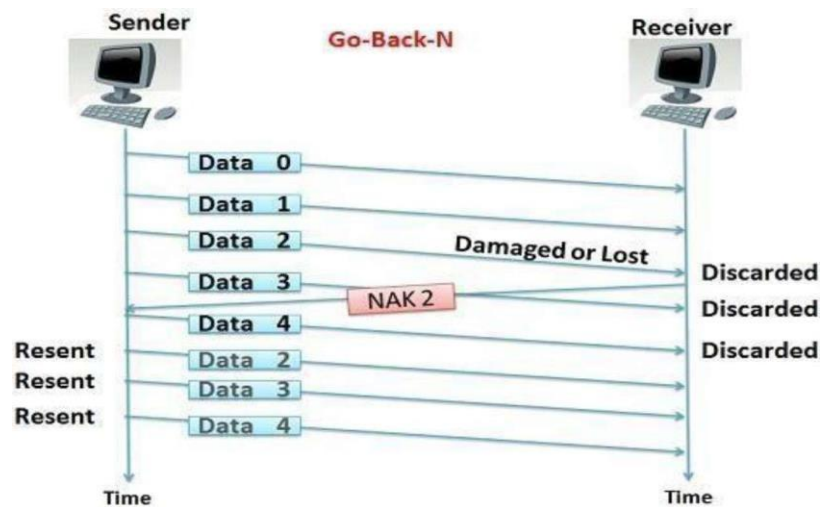 Sender
Go-Back-N
Receiver
Data 0
Data 1
Data 2
Damaged or Lost
Data 3
NAK 2
Discarded
Discarded
Data 4
Discarded
Resent
Data 2
Resent
Data 3
Resent
Data 4
Time
Time